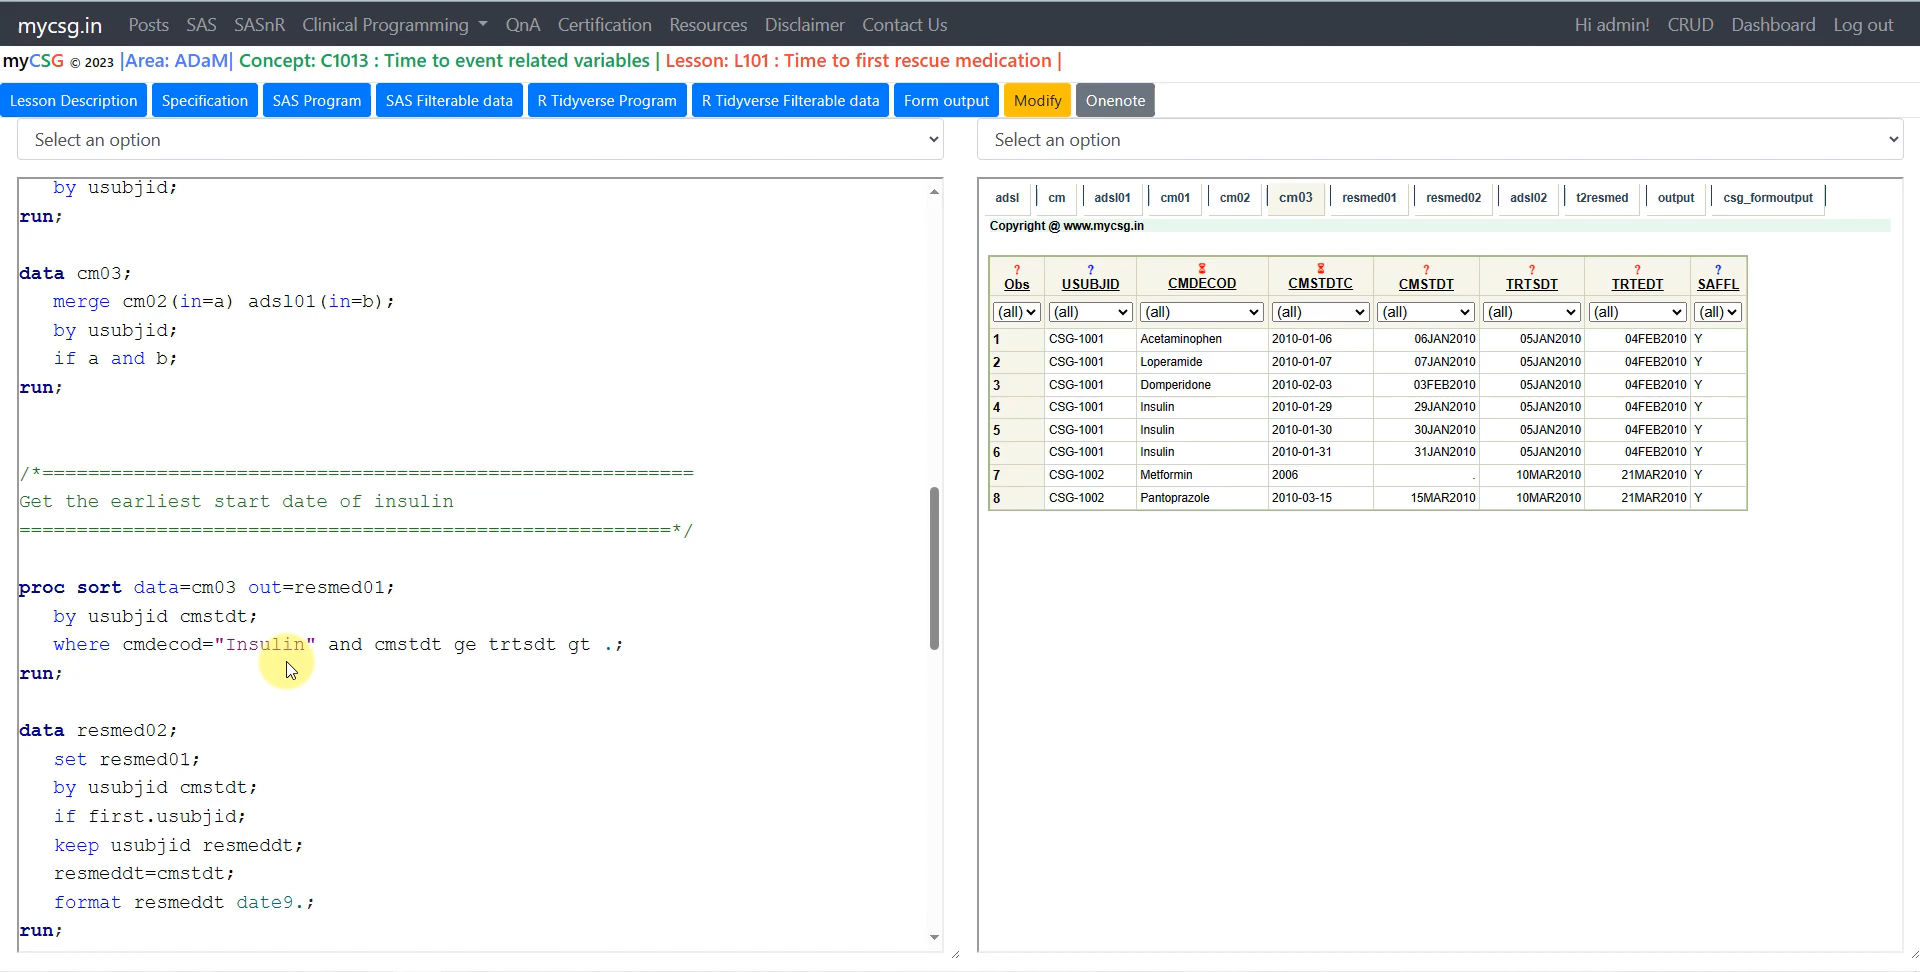 mycsg.in Posts SAS SASnR Clinical Programming QnA Certification Resources Disclaimer Contact Us Hi admin! CRUD Dashboard Log out
myCSG © 2023 |Area: ADaM| Concept: C1013 : Time to event related variables | Lesson: L101 : Time to first rescue medication |
Lesson Description Specification SAS Program SAS Filterable data R Tidyverse Program R Tidyverse Filterable data Form output Modify Onenote
Select an option
by usubjid;
run;
data cm03;
merge cm02(in=a) adsl01(in=b);
by usubjid;
if a and b;
run;
/*=========================================================
Get the earliest start date of insulin
=========================================================*/
proc sort data=cm03 out=resmed01;
by usubjid cmstdt;
where cmdecod="Insulin" and cmstdt ge trtsdt gt .;
run;
data resmed02;
set resmed01;
by usubjid cmstdt;
if first.usubjid;
keep usubjid resmeddt;
resmeddt=cmstdt;
format resmeddt date9.;
run;
Select an option
adsl cm adsl01 cm01 cm02 cm03 resmed01 resmed02 adsl02 t2resmed output csg_formoutput
Copyright @ www.mycsg.in
? ? ? ? ? ?
Obs USUBJID CMDECOD CMSTDTC CMSTDT TRTSDT TRTEDT SAFFL
(all) (all) (all) (all) (all) (all) (all) (all)
1 CSG-1001 Acetaminophen 2010-01-06 06JAN2010 05JAN2010 04FEB2010 Y
2 CSG-1001 Loperamide 2010-01-07 07JAN2010 05JAN2010 04FEB2010 Y
3 CSG-1001 Domperidone 2010-02-03 03FEB2010 05JAN2010 04FEB2010 Y
4 CSG-1001 Insulin 2010-01-29 29JAN2010 05JAN2010 04FEB2010 Y
5 CSG-1001 Insulin 2010-01-30 30JAN2010 05JAN2010 04FEB2010 Y
6 CSG-1001 Insulin 2010-01-31 31JAN2010 05JAN2010 04FEB2010 Y
7 CSG-1002 Metformin 2006 . 10MAR2010 21MAR2010 Y
8 CSG-1002 Pantoprazole 2010-03-15 15MAR2010 10MAR2010 21MAR2010 Y